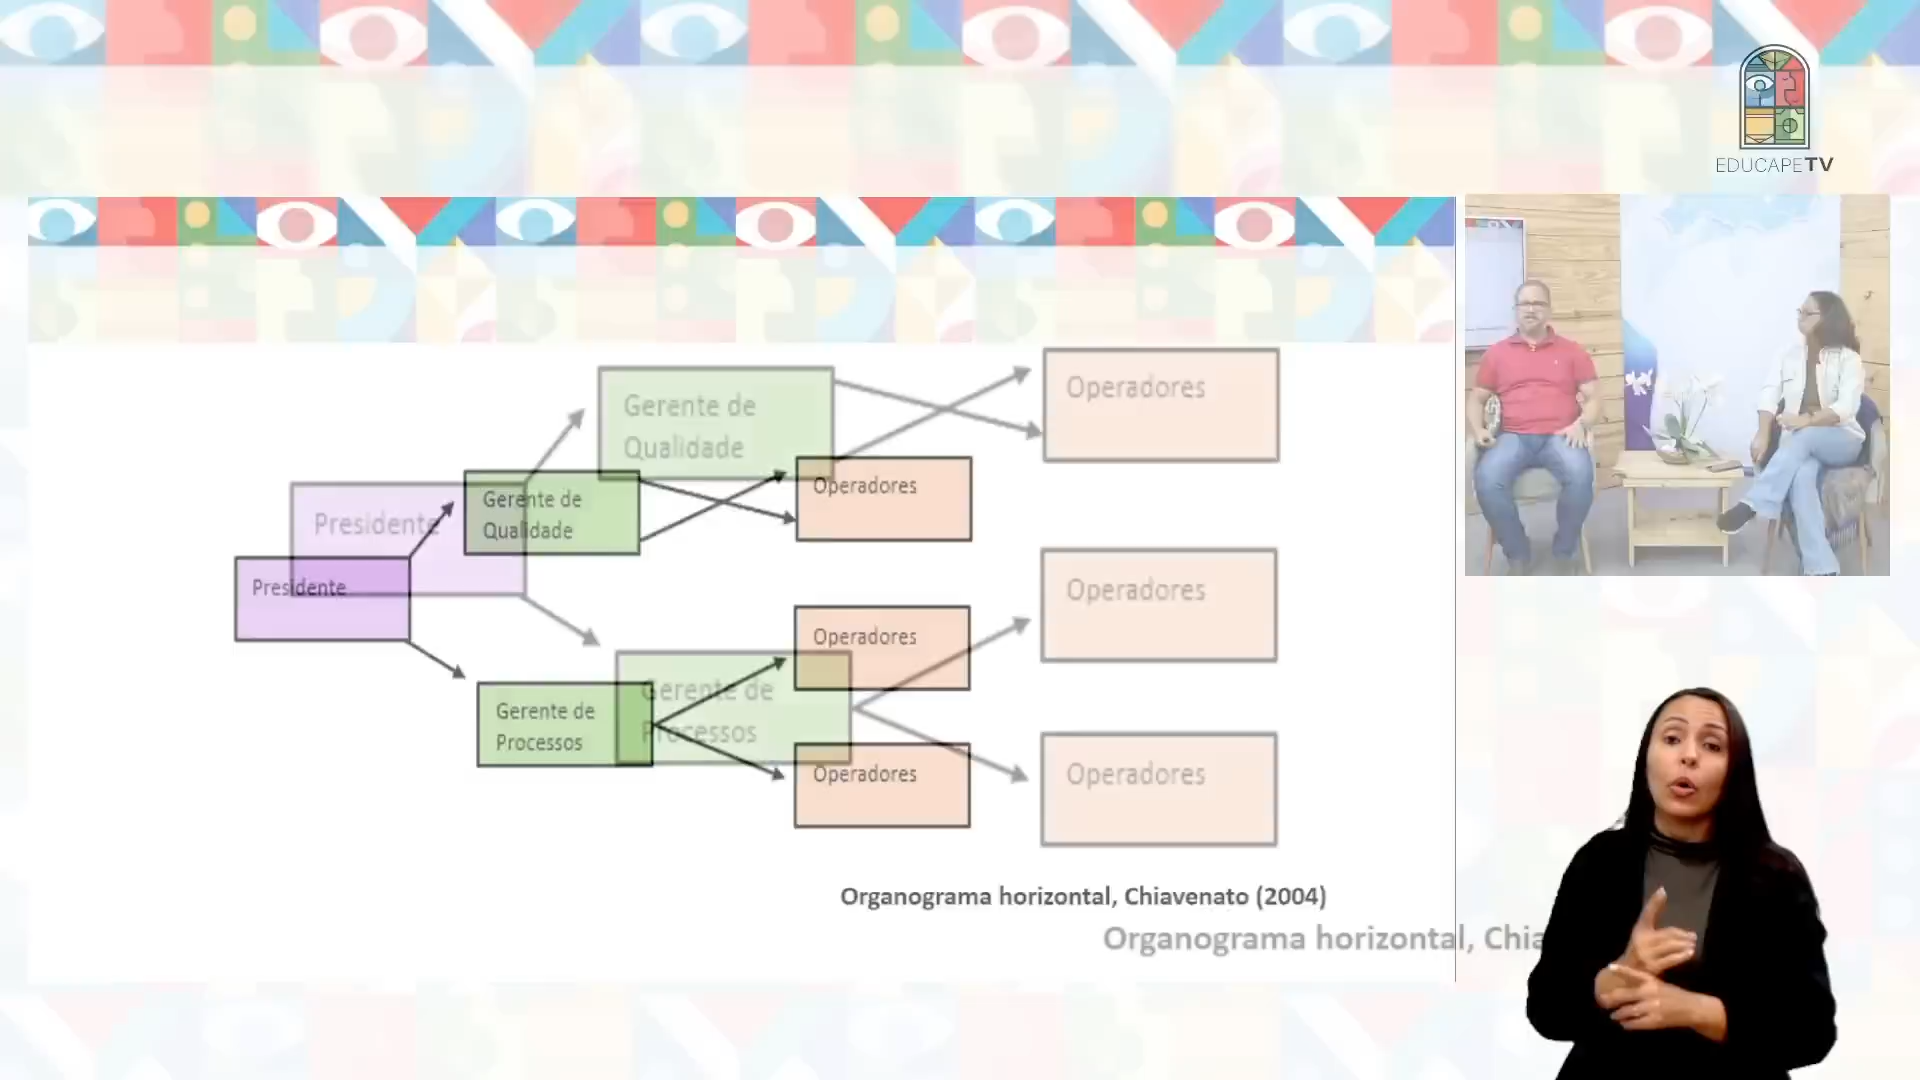 EDUCAPETV
Operadores
Gerente de
Qualidade
Presidente
Operadores
Gerente de
Processos
Operadores
Gerente de
Qualidade
Operadores
Presidente
Operadores
Gerente de
Processos
Operadores
Organograma horizontal, Chiavenato (2004)
Organograma horizontal, Chia